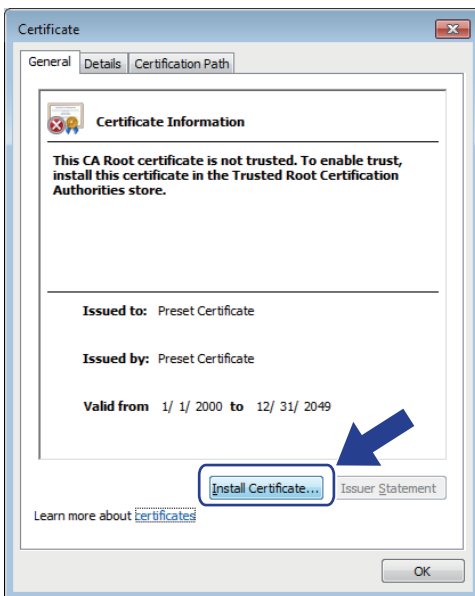 Certificate
General Details Certification Path
Certificate Information
This CA Root certificate is not trusted. To enable trust,
install this certificate in the Trusted Root Certification
Authorities store.
Issued to: Preset Certificate
Issued by: Preset Certificate
Valid from 1/ 1/ 2000 to 12/ 31/ 2049
Install Certificate... Issuer Statement
Learn more about certificates
OK